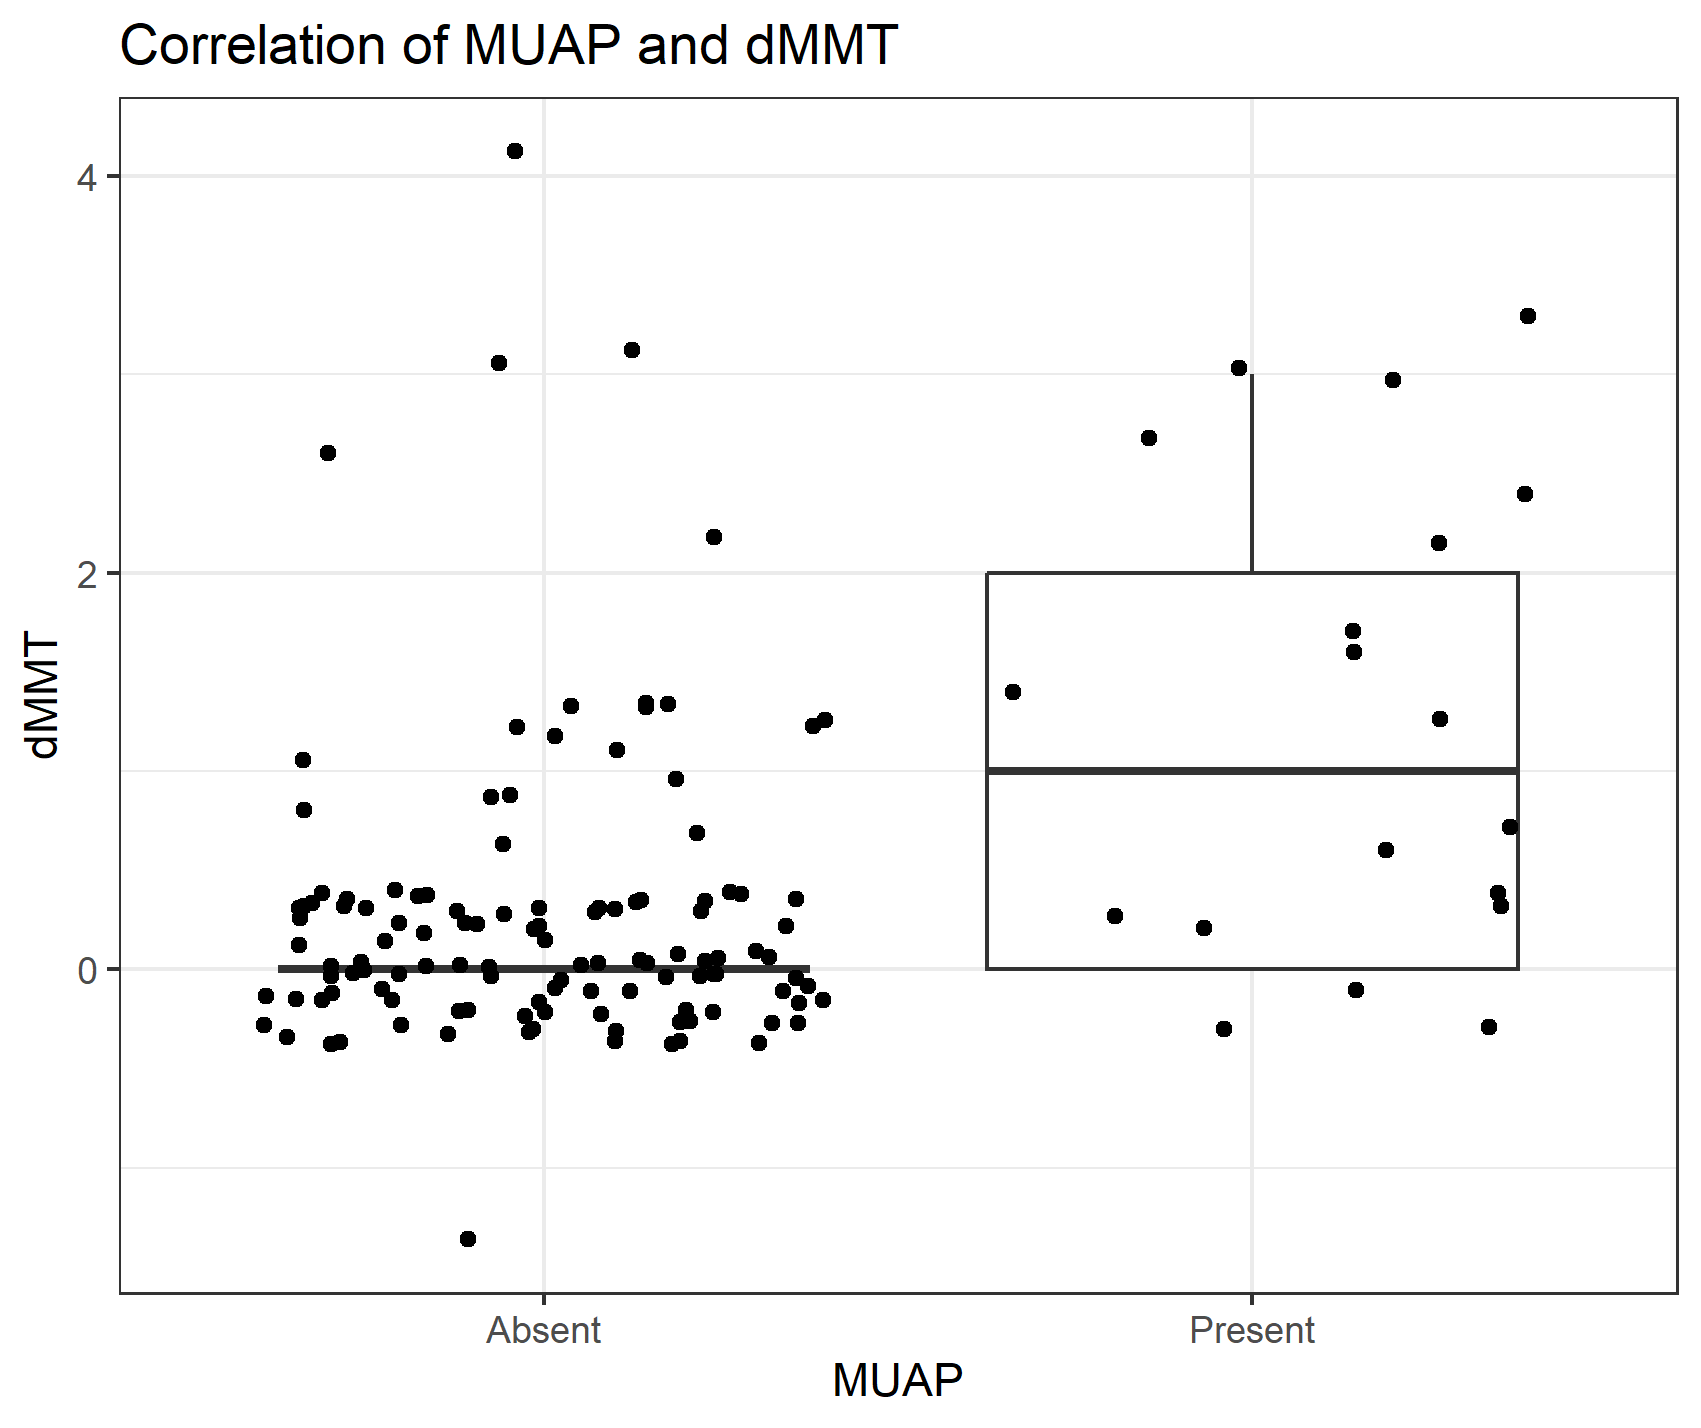 Correlation of MUAP and dMMT
4
2
0
dMMT
Absent
Present
MUAP